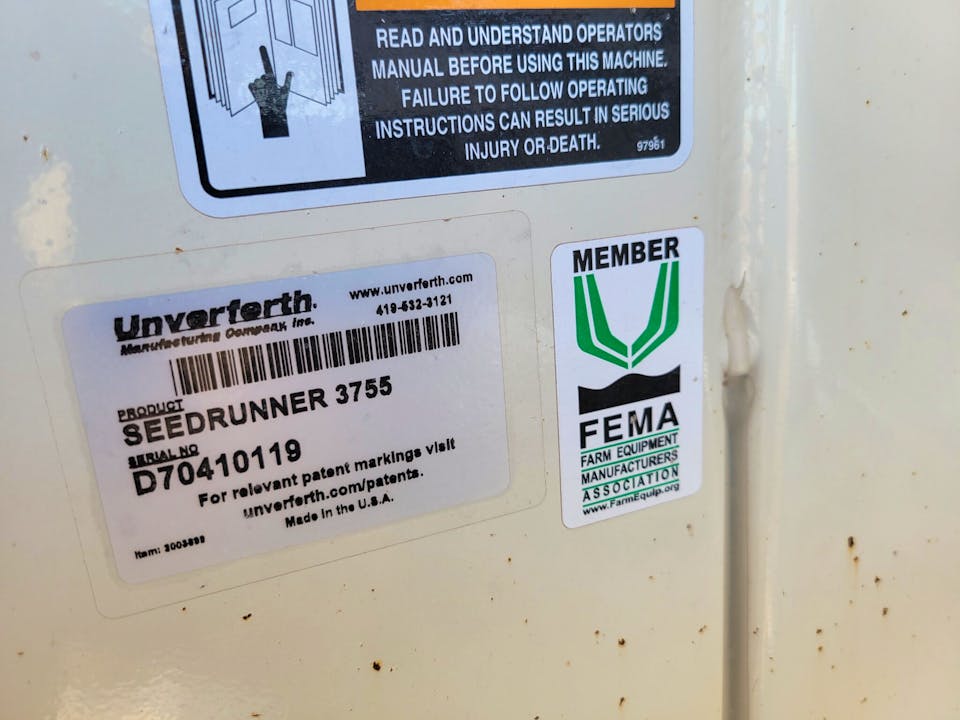 READ AND UNDERSTAND OPERATORS
MANUAL BEFORE USING THIS MACHINE.
FAILURE TO FOLLOW OPERATING
INSTRUCTIONS CAN RESULT IN SERIOUS
INJURY OR DEATH.
97961
Unverferth.
Manufacturing Company, Inc.
www.unverferth.com
419-532-3121
PRODUCT
SEEDRUNNER 3755
SERIAL NO
D70410119
For relevant patent markings visit
unverferth.com/patents.
Made in the U.S.A.
Item:
MEMBER
FEMA
FARM EQUIPMENT
MANUFACTURERS
ASSOCIATION
www.FarmEquip.org